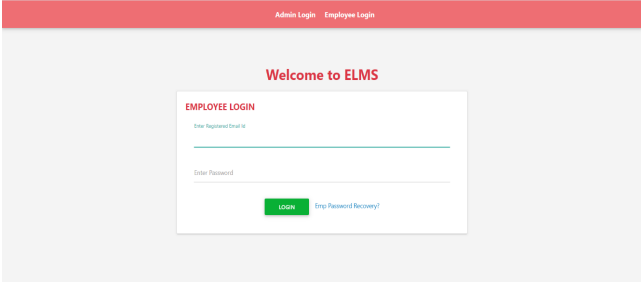 Admin Login Employee Login
Welcome to ELMS
EMPLOYEE LOGIN
Enter Registered Email Id
Enter Password
LOGIN Emp Password Recovery?